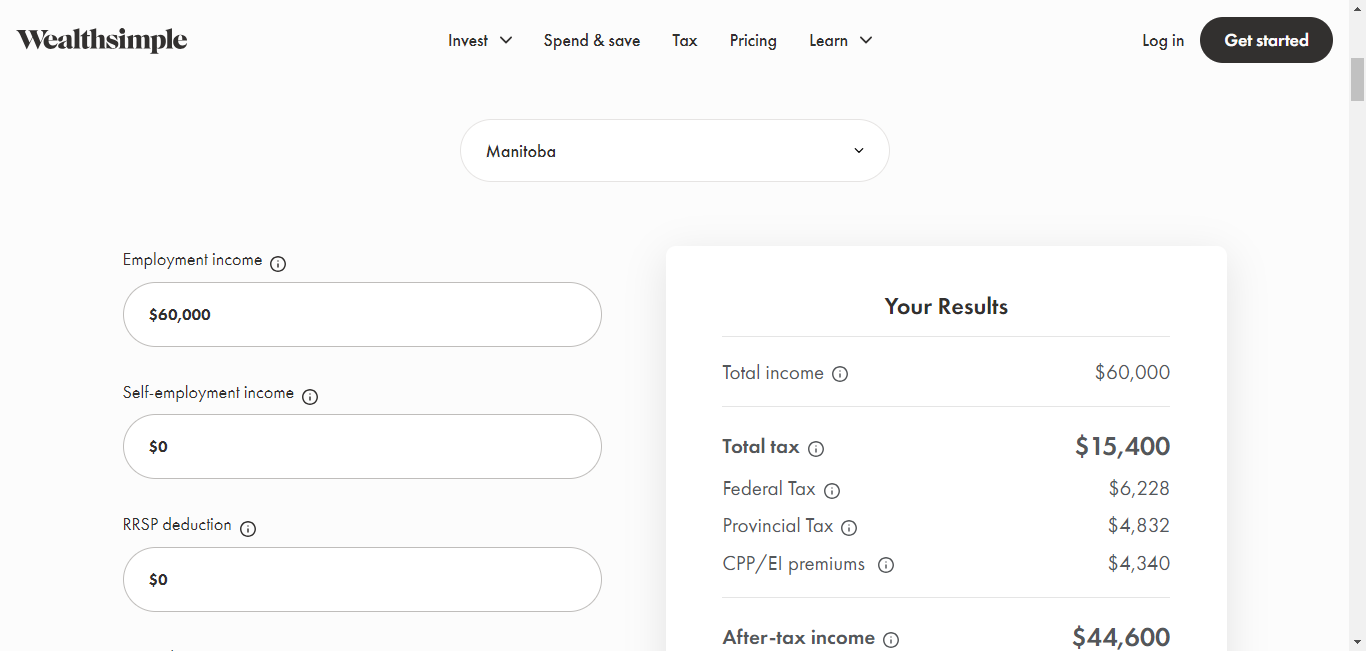 Wealthsimple
Invest Spend & save Tax Pricing Learn Log in Get started
Manitoba
Employment income
$60,000
Self-employment income
$0
RRSP deduction
$0
Your Results
Total income $60,000
Total tax $15,400
Federal Tax $6,228
Provincial Tax $4,832
CPP/EI premiums $4,340
After-tax income $44,600